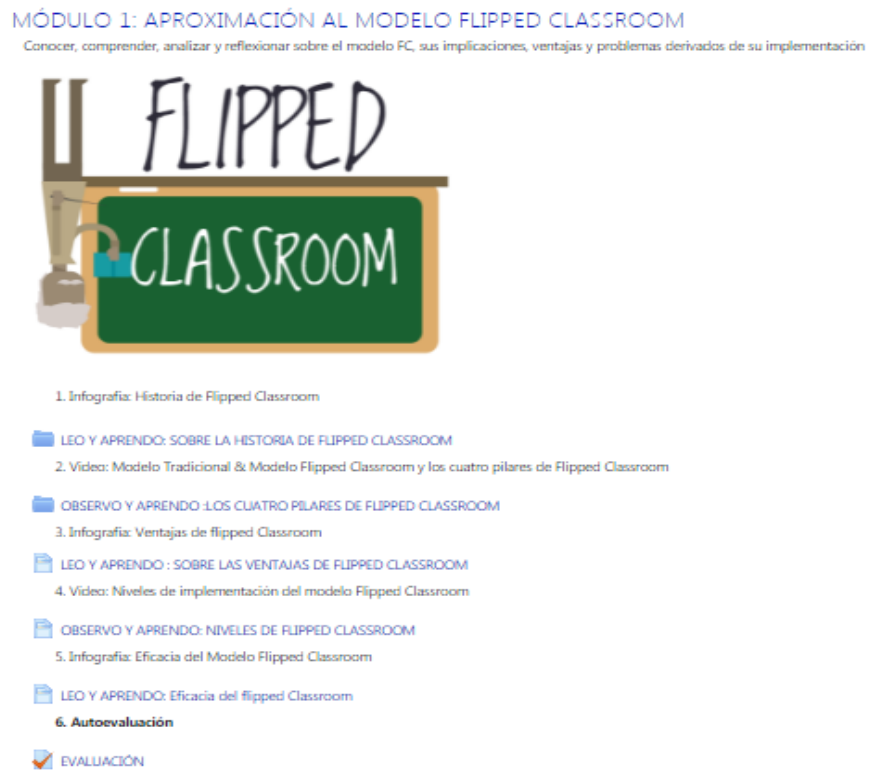 MÓDULO 1: APROXIMACIÓN AL MODELO FLIPPED CLASSROOM
Conocer, comprender, analizar y reflexionar sobre el modelo FC, sus implicaciones, ventajas y problemas derivados de su implementación
FLIPPED
CLASSROOM
1. Infografía: Historia de Flipped Classroom
LEO Y APRENDO: SOBRE LA HISTORIA DE FLIPPED CLASSROOM
2. Video: Modelo Tradicional & Modelo Flipped Classroom y los cuatro pilares de Flipped Classroom
OBSERVO Y APRENDO :LOS CUATRO PILARES DE FLIPPED CLASSROOM
3. Infografía: Ventajas de flipped Classroom
LEO Y APRENDO : SOBRE LAS VENTAJAS DE FLIPPED CLASSROOM
4. Video: Niveles de implementación del modelo Flipped Classroom
OBSERVO Y APRENDO: NIVELES DE FLIPPED CLASSROOM
5. Infografía: Eficacia del Modelo Flipped Classroom
LEO Y APRENDO: Eficacia del flipped Classroom
6. Autoevaluación
EVALUACIÓN